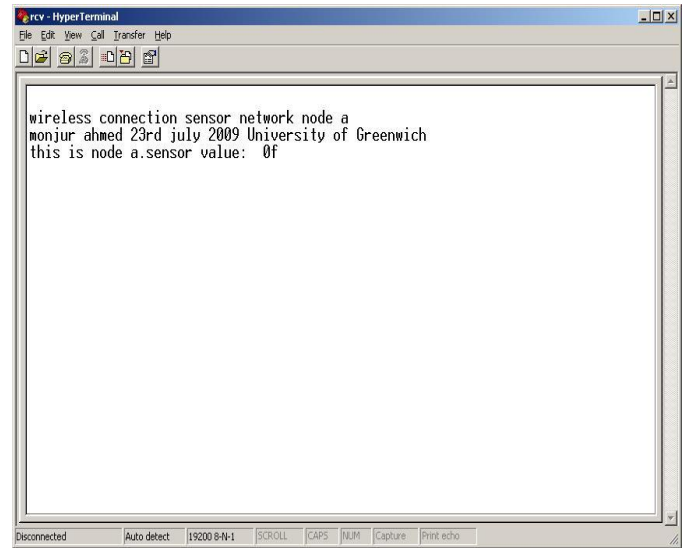 rcv - HyperTerminal
File Edit View Call Transfer Help
wireless connection sensor network node a
monjur ahmed 23rd july 2009 University of Greenwich
this is node a.sensor value: 0f
Disconnected Auto detect 19200 8-N-1 SCROLL CAPS NUM Capture Print echo